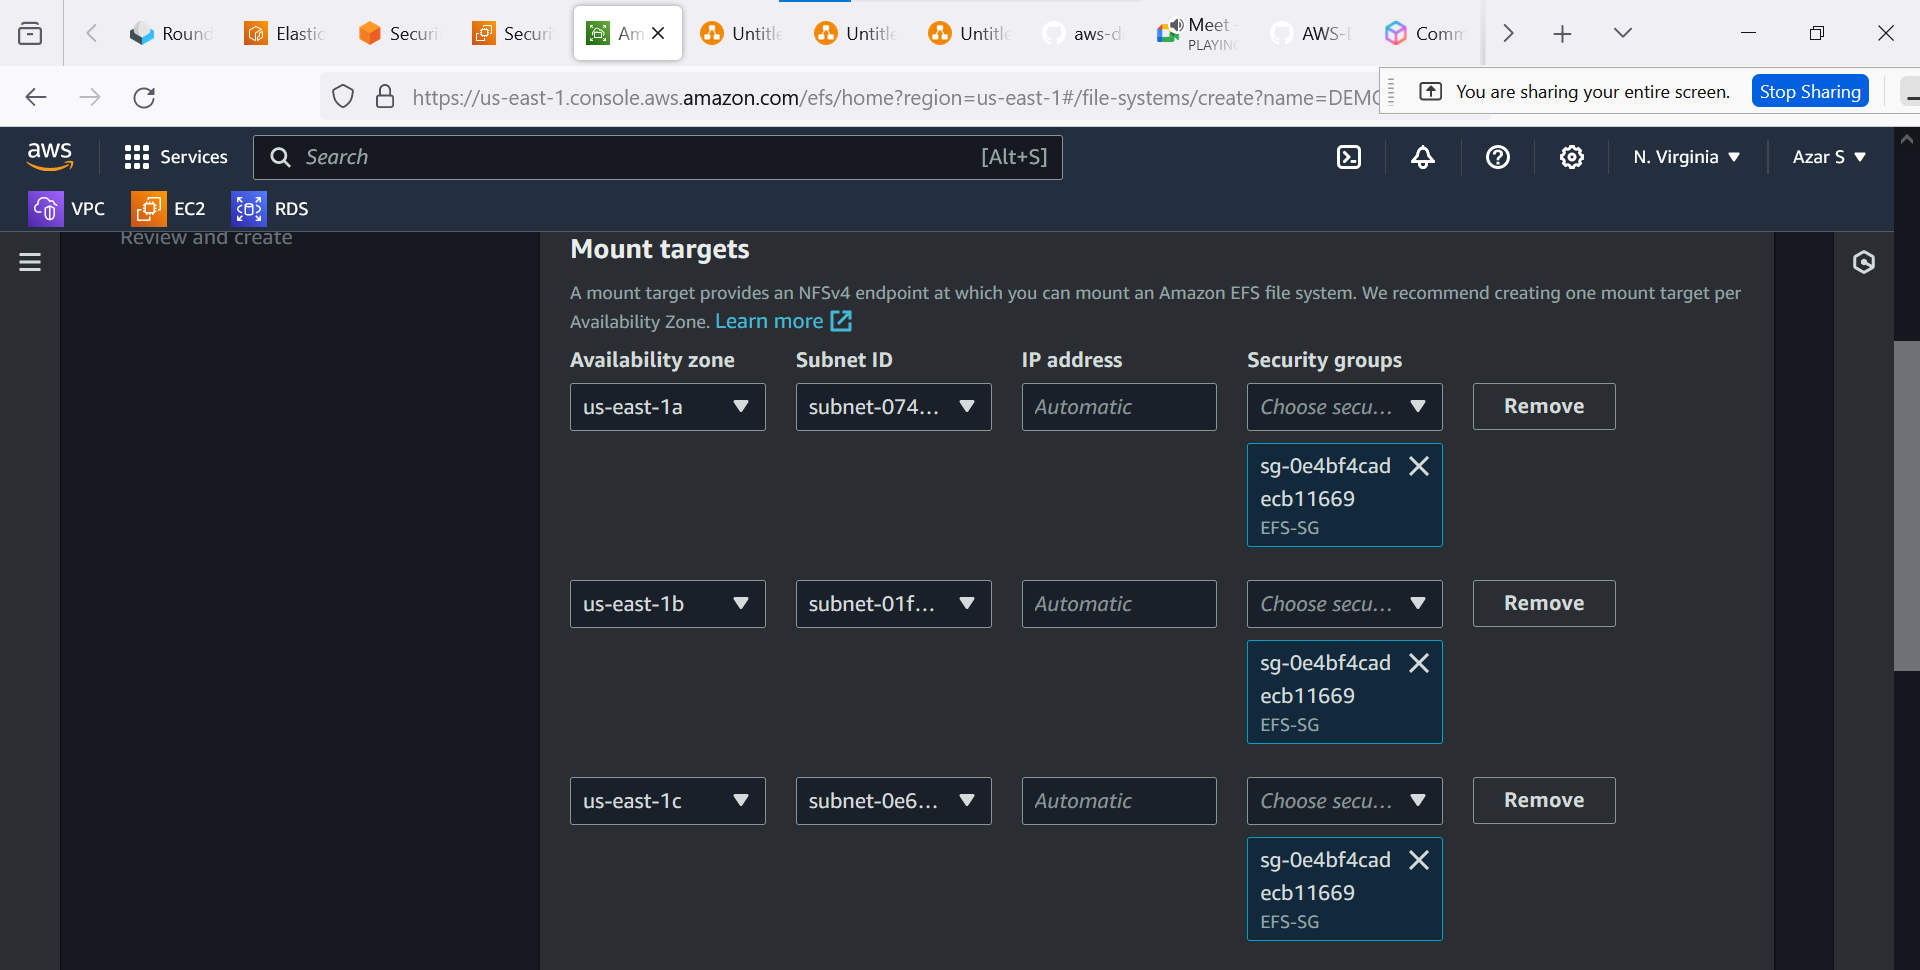 Round
Elastic
Securi
Securi
Am
Untitle
Untitle
Untitle
aws-d
Meet
PLAYING
AWS-
Comm
https://us-east-1.console.aws.amazon.com/efs/home?region=us-east-1#/file-systems/create?name=DEMO
You are sharing your entire screen.
Stop Sharing
aws
Services
Search
[Alt+S]
N. Virginia
Azar S
VPC
EC2
RDS
Review and create
Mount targets
A mount target provides an NFSv4 endpoint at which you can mount an Amazon EFS file system. We recommend creating one mount target per
Availability Zone. Learn more
Availability zone
Subnet ID
IP address
Security groups
us-east-1a
subnet-074...
Automatic
Choose secu...
Remove
sg-0e4bf4cad
ecb11669
EFS-SG
us-east-1b
subnet-01f...
Automatic
Choose secu...
Remove
sg-0e4bf4cad
ecb11669
EFS-SG
us-east-1c
subnet-0e6...
Automatic
Choose secu...
Remove
sg-0e4bf4cad
ecb11669
EFS-SG